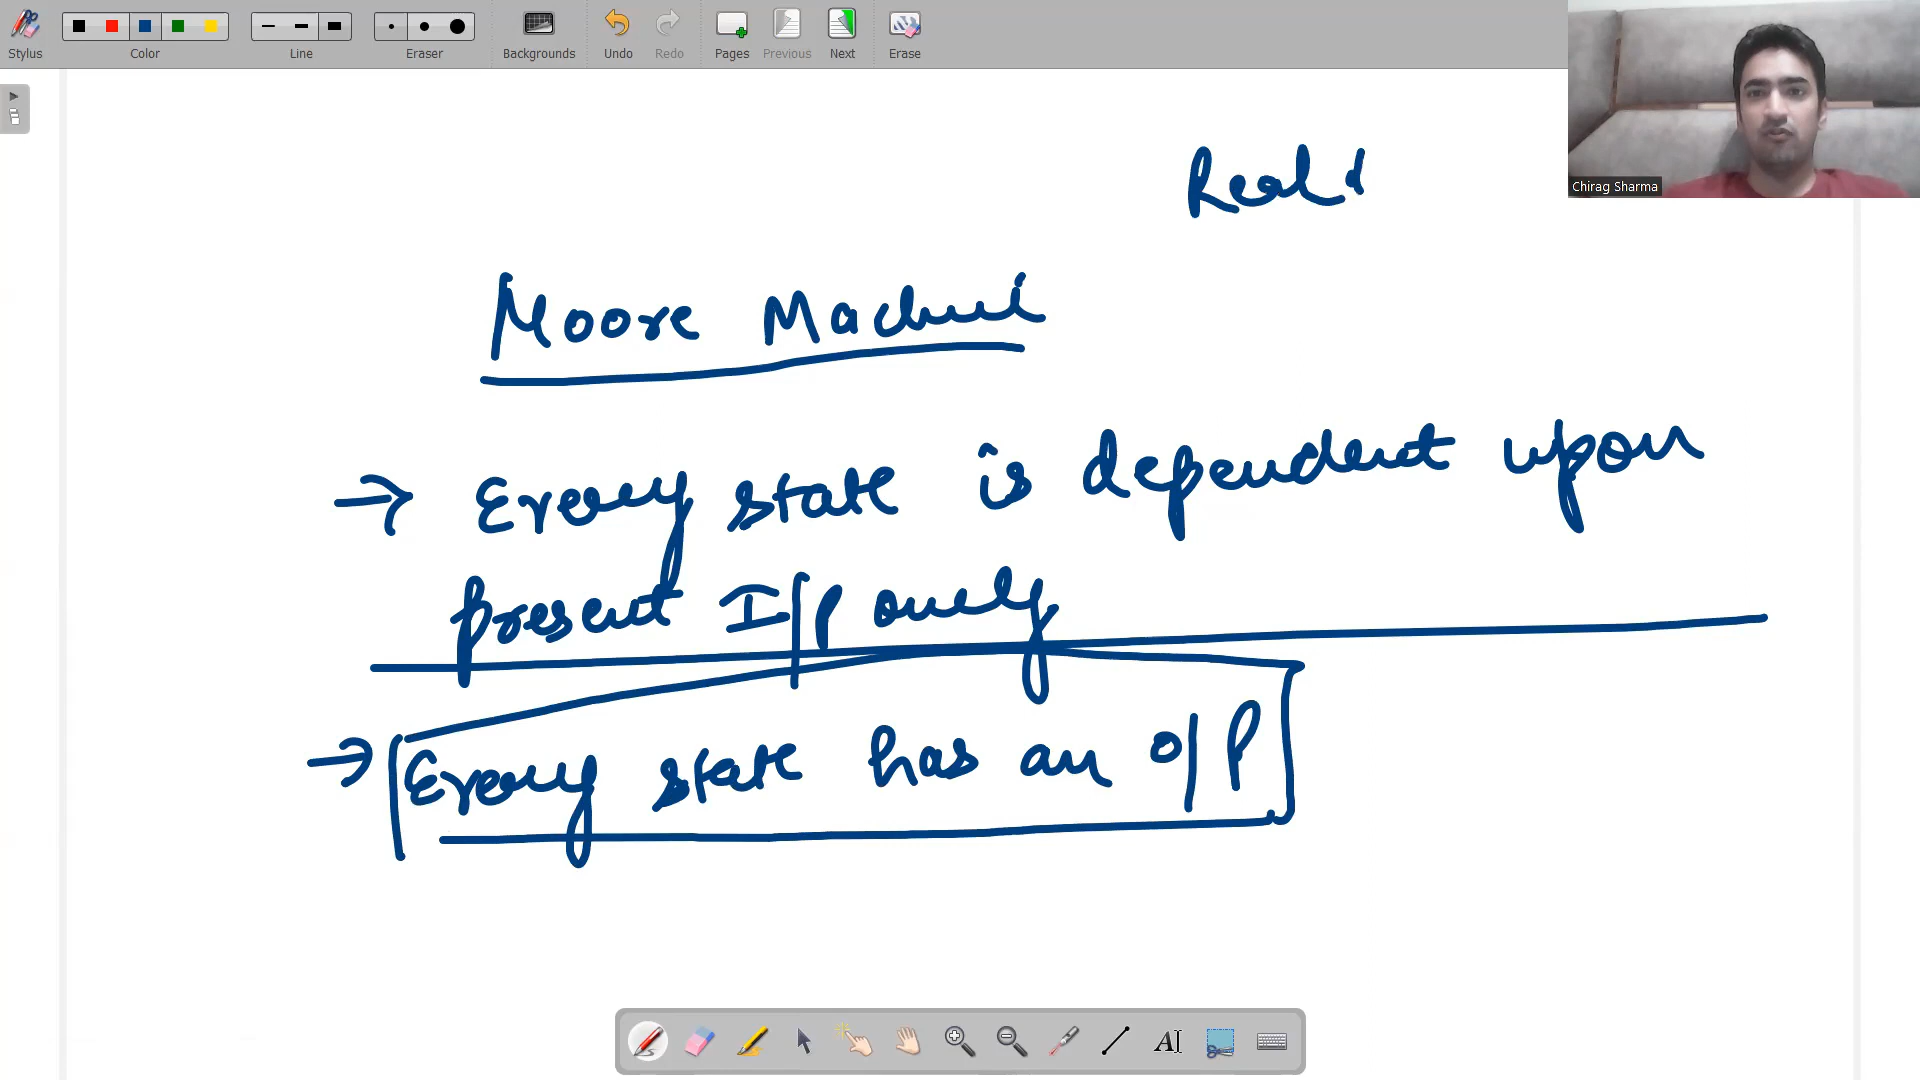 Stylus
Color
Line
Eraser
Backgrounds
Undo
Redo
Pages
Previous
Next
Erase
Chirag Sharma
Real
Moore Machine
→ Every state is dependent upon
present I/P only
→ Every state has an O/P